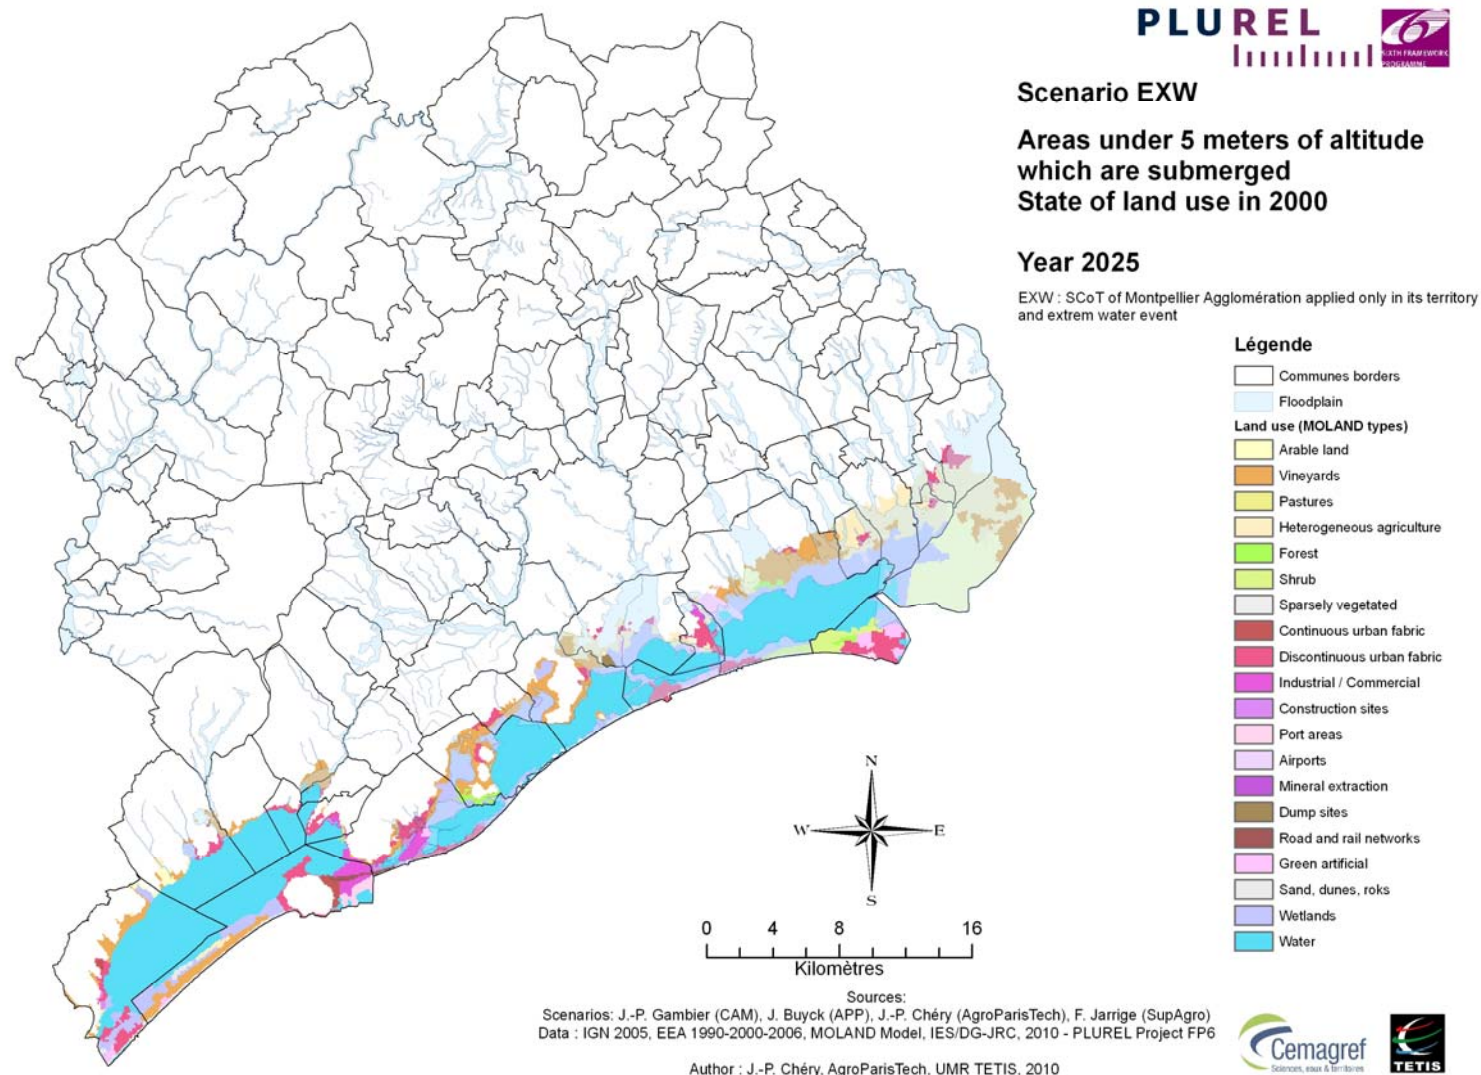 PLUREL
SIXTH FRAMEWORK
PROGRAMME
Scenario EXW
Areas under 5 meters of altitude
which are submerged
State of land use in 2000
Year 2025
EXW : SCoT of Montpellier Agglomération applied only in its territory
and extrem water event
Légende
Communes borders
Floodplain
Land use (MOLAND types)
Arable land
Vineyards
Pastures
Heterogeneous agriculture
Forest
Shrub
Sparsely vegetated
Continuous urban fabric
Discontinuous urban fabric
Industrial / Commercial
Construction sites
Port areas
Airports
Mineral extraction
Dump sites
Road and rail networks
Green artificial
Sand, dunes, roks
Wetlands
Water
N
W E
S
0 4 8 16
Kilomètres
Sources:
Scenarios: J.-P. Gambier (CAM), J. Buyck (APP), J.-P. Chéry (AgroParisTech), F. Jarrige (SupAgro)
Data : IGN 2005, EEA 1990-2000-2006, MOLAND Model, IES/DG-JRC, 2010 - PLUREL Project FP6
Author : J.-P. Chéry, AgroParisTech, UMR TETIS, 2010
Cemagref
Sciences, eaux & territoires
TETIS